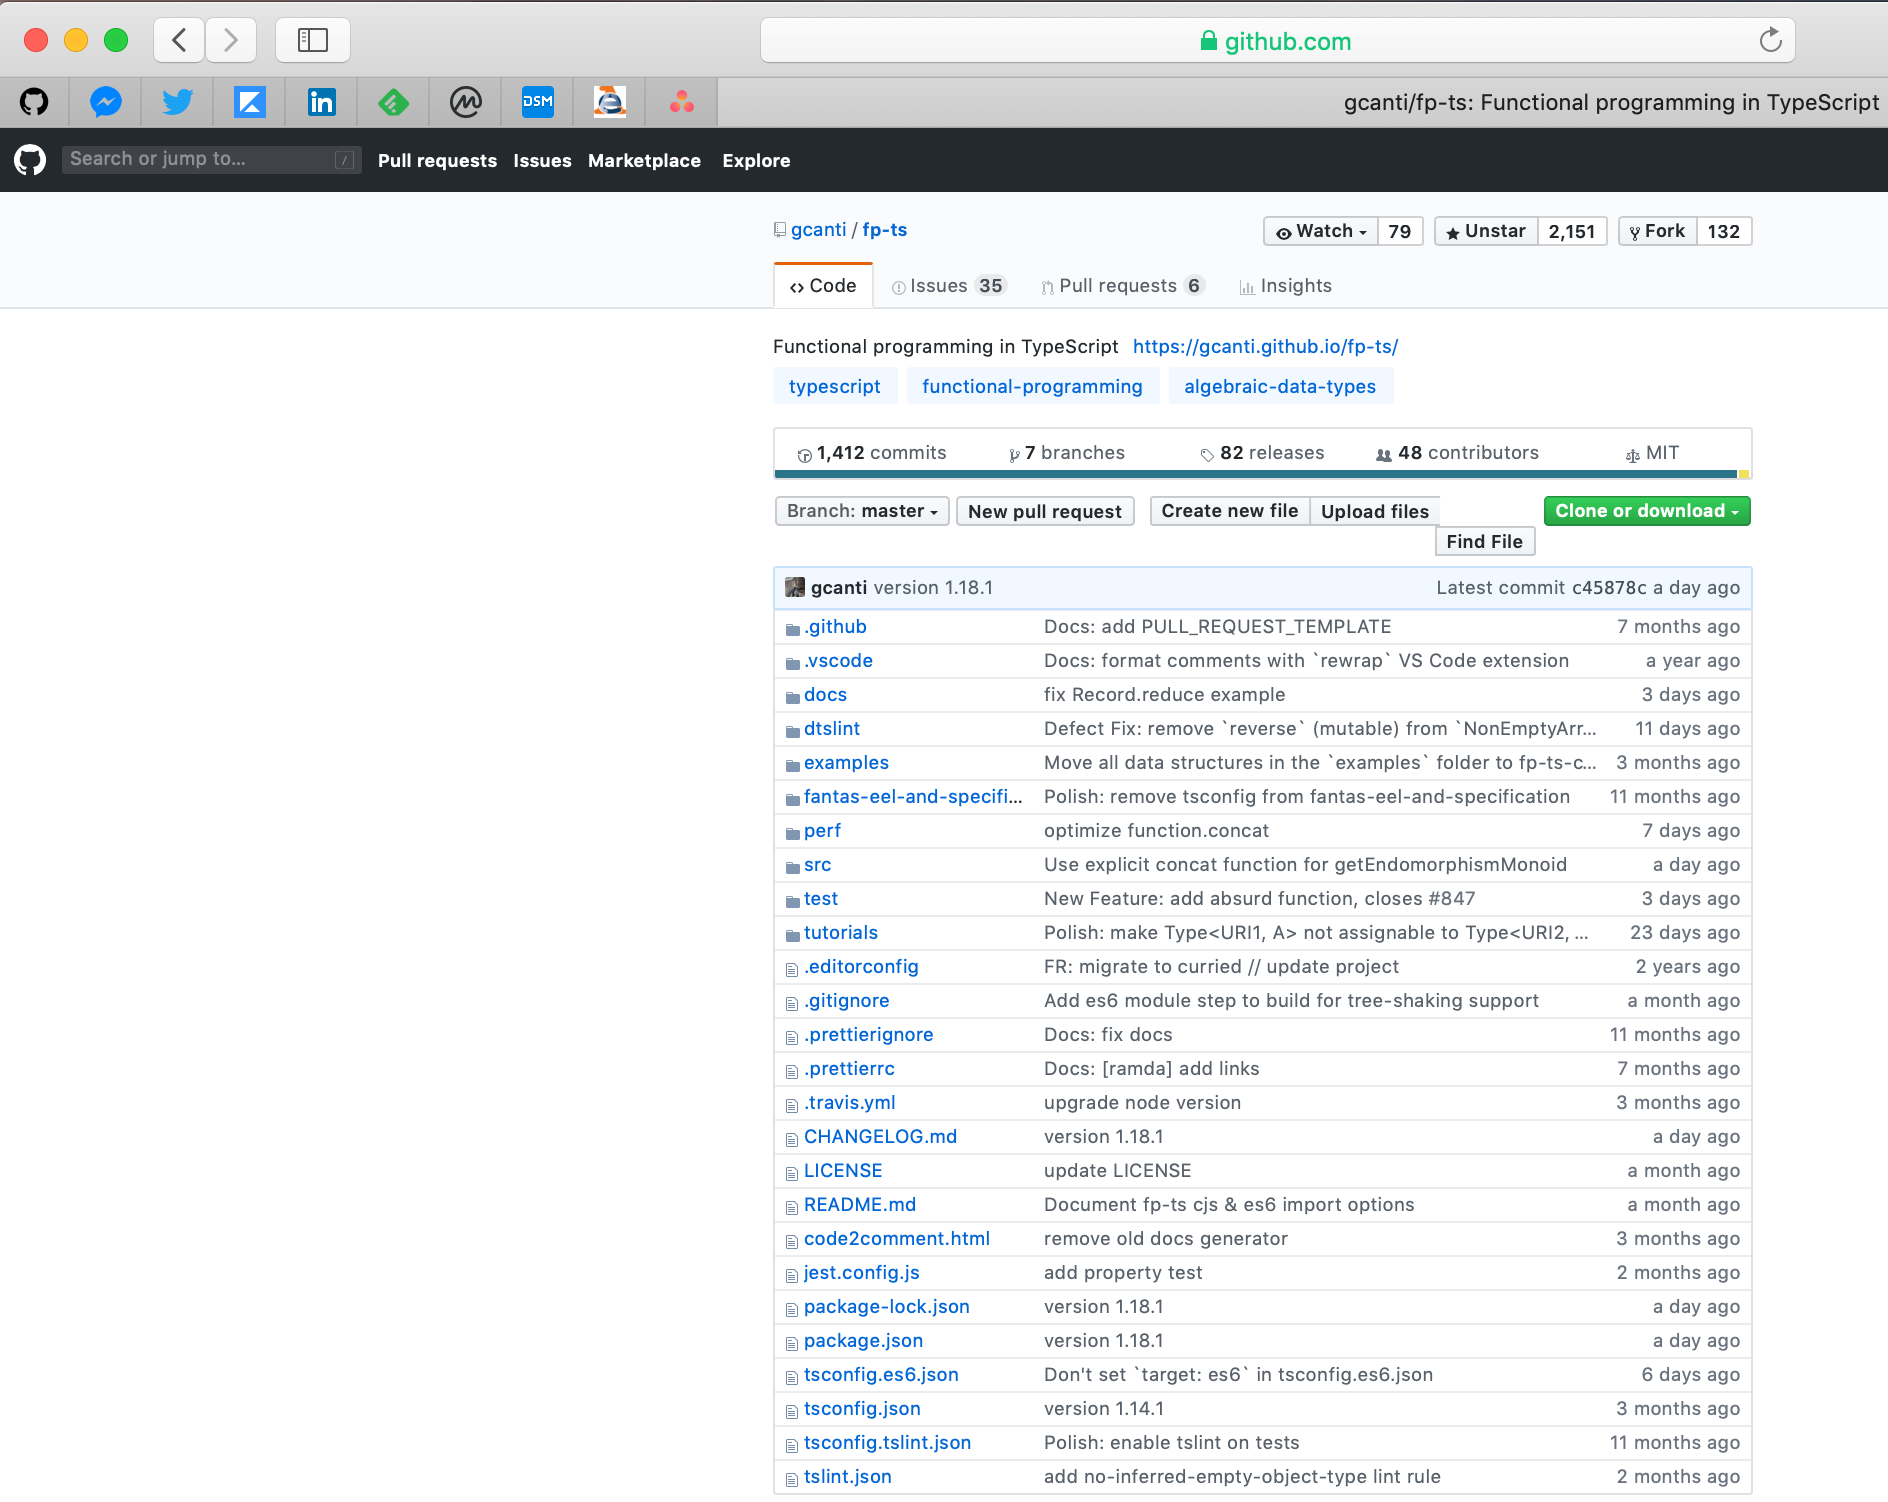 github.com
DSM
gcanti/fp-ts: Functional programming in TypeScript
Search or jump to... /
Pull requests Issues Marketplace Explore
gcanti / fp-ts
Watch 79 Unstar 2,151 Fork 132
Code Issues 35 Pull requests 6 Insights
Functional programming in TypeScript https://gcanti.github.io/fp-ts/
typescript functional-programming algebraic-data-types
1,412 commits 7 branches 82 releases 48 contributors MIT
Branch: master New pull request Create new file Upload files Clone or download
Find File
gcanti version 1.18.1 Latest commit c45878c a day ago
.github Docs: add PULL_REQUEST_TEMPLATE 7 months ago
.vscode Docs: format comments with `rewrap` VS Code extension a year ago
docs fix Record.reduce example 3 days ago
dtslint Defect Fix: remove `reverse` (mutable) from `NonEmptyArr... 11 days ago
examples Move all data structures in the `examples` folder to fp-ts-c... 3 months ago
fantas-eel-and-specifi... Polish: remove tsconfig from fantas-eel-and-specification 11 months ago
perf optimize function.concat 7 days ago
src Use explicit concat function for getEndomorphismMonoid a day ago
test New Feature: add absurd function, closes #847 3 days ago
tutorials Polish: make Type<URI1, A> not assignable to Type<URI2, ... 23 days ago
.editorconfig FR: migrate to curried // update project 2 years ago
.gitignore Add es6 module step to build for tree-shaking support a month ago
.prettierignore Docs: fix docs 11 months ago
.prettierrc Docs: [ramda] add links 7 months ago
.travis.yml upgrade node version 3 months ago
CHANGELOG.md version 1.18.1 a day ago
LICENSE update LICENSE a month ago
README.md Document fp-ts cjs & es6 import options a month ago
code2comment.html remove old docs generator 3 months ago
jest.config.js add property test 2 months ago
package-lock.json version 1.18.1 a day ago
package.json version 1.18.1 a day ago
tsconfig.es6.json Don't set `target: es6` in tsconfig.es6.json 6 days ago
tsconfig.json version 1.14.1 3 months ago
tsconfig.tslint.json Polish: enable tslint on tests 11 months ago
tslint.json add no-inferred-empty-object-type lint rule 2 months ago